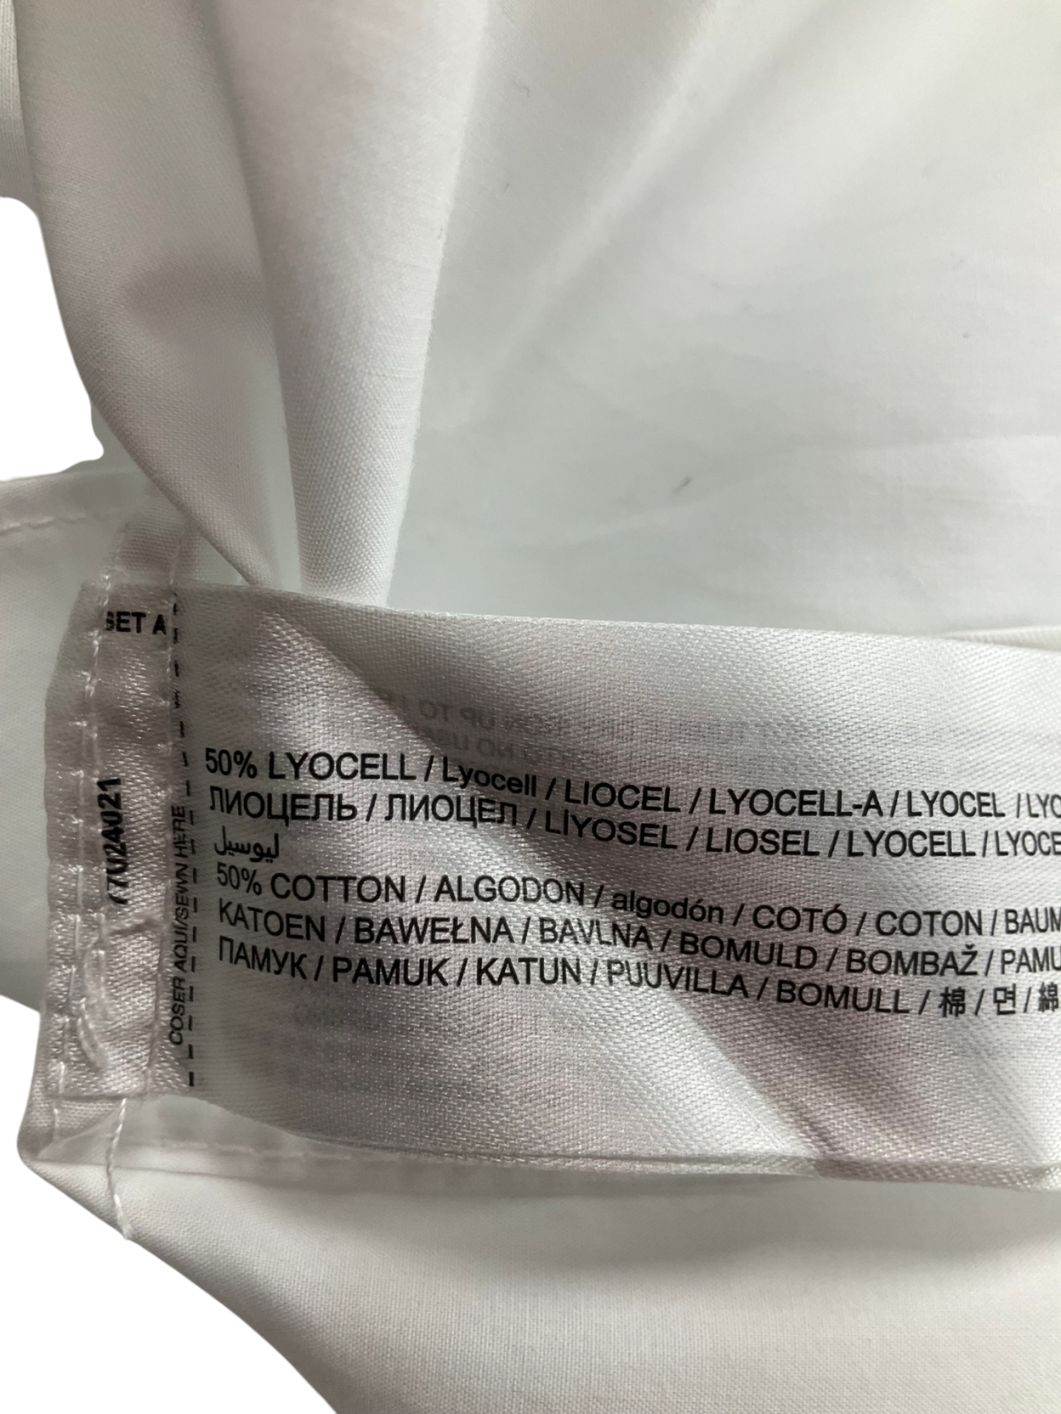 SET A
77024021
COSER AQUI/SEWN HERE
50% LYOCELL / Lyocell / LIOCEL / LYOCELL-A / LYOCEL / LYO
ЛИОЦЕЛЬ / ЛИОЦЕЛ / LİYOSEL / LIOSEL / LYOCELL / LYOCE
ليوسيل
50% COTTON / ALGODON / algodón / COTÓ / COTON / BAUM
KATOEN / BAWEŁNA / BAVLNA / BOMULD / BOMBAŽ / PAMU
ПАМУК / PAMUK / KATUN / PUUVILLA / BOMULL / 棉 / 면 / 綿